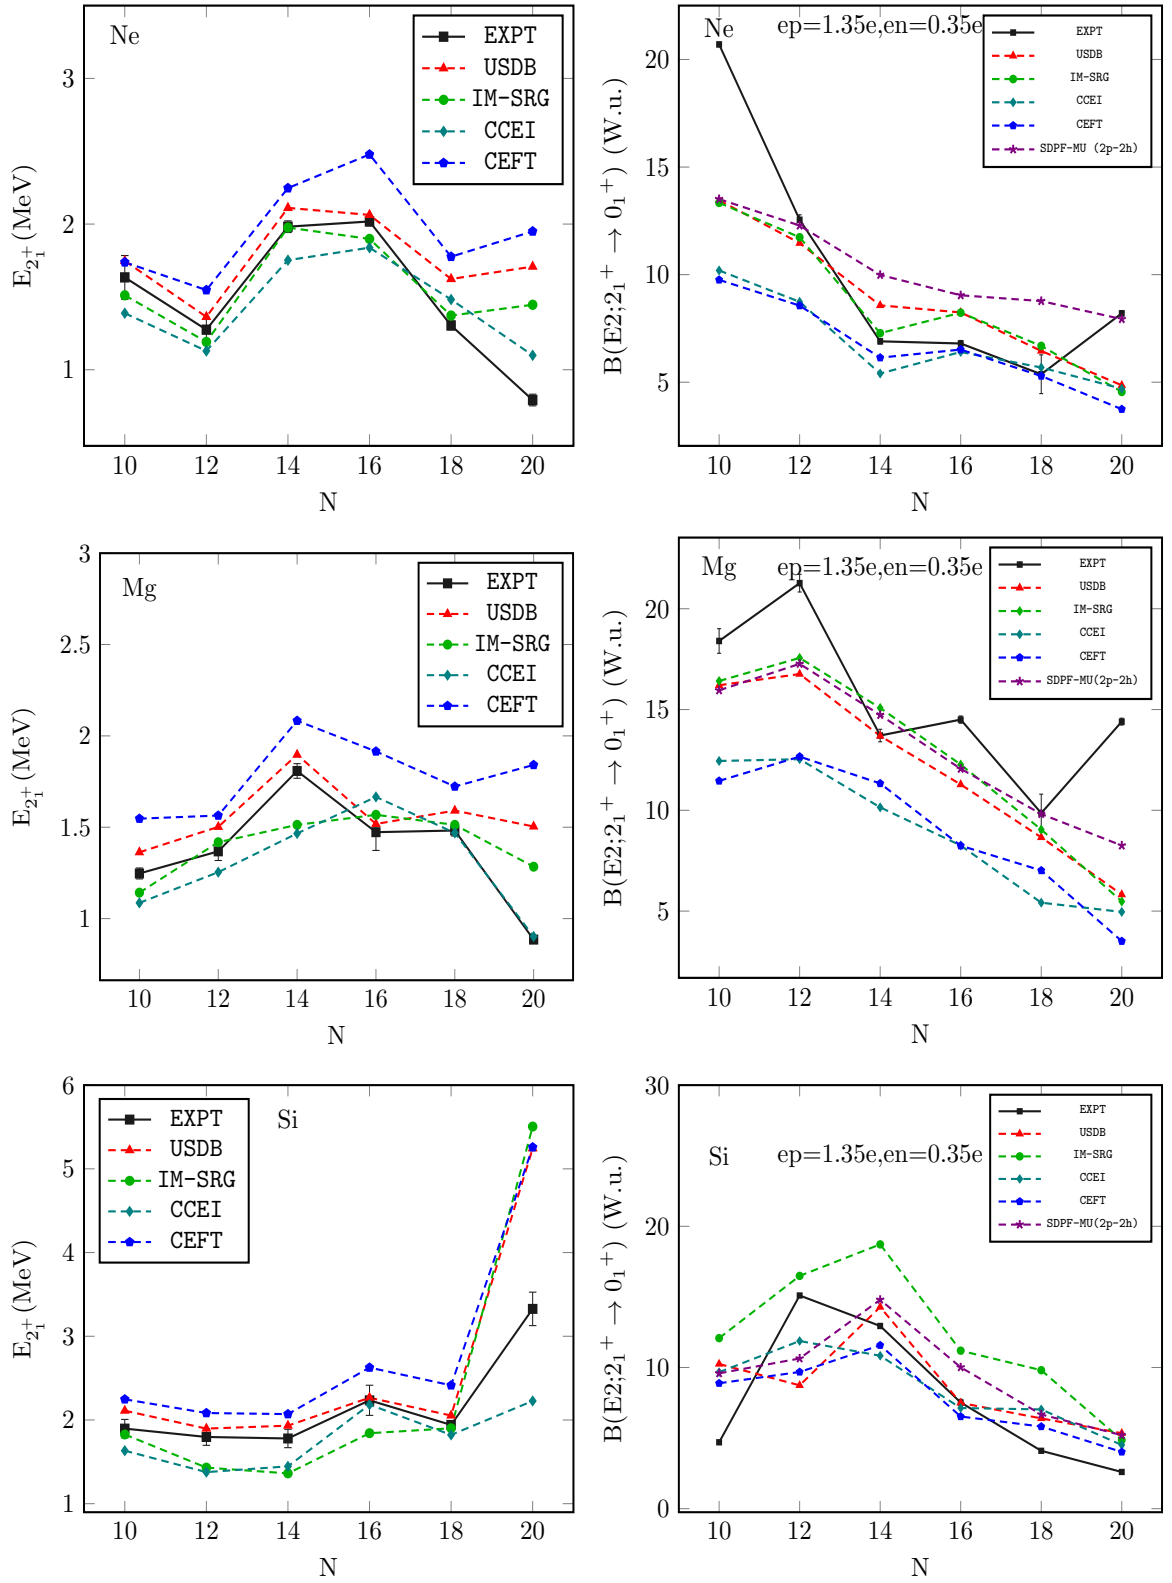 Ne
EXPT
USDB
IM-SRG
CCEI
CEFT
3
2
1
E2₁⁺(MeV)
10 12 14 16 18 20
N
Ne ep=1.35e,en=0.35e
EXPT
USDB
IM-SRG
CCEI
CEFT
SDPF-MU (2p-2h)
20
15
10
5
B(E2;2₁⁺ → 0₁⁺) (W.u.)
10 12 14 16 18 20
N
Mg
EXPT
USDB
IM-SRG
CCEI
CEFT
3
2.5
2
1.5
1
E2₁⁺(MeV)
10 12 14 16 18 20
N
Mg ep=1.35e,en=0.35e
EXPT
USDB
IM-SRG
CCEI
CEFT
SDPF-MU(2p-2h)
20
15
10
5
B(E2;2₁⁺ → 0₁⁺) (W.u.)
10 12 14 16 18 20
N
Si
EXPT
USDB
IM-SRG
CCEI
CEFT
6
5
4
3
2
1
E2₁⁺(MeV)
10 12 14 16 18 20
N
Si ep=1.35e,en=0.35e
EXPT
USDB
IM-SRG
CCEI
CEFT
SDPF-MU(2p-2h)
30
20
10
0
B(E2;2₁⁺ → 0₁⁺) (W.u.)
10 12 14 16 18 20
N